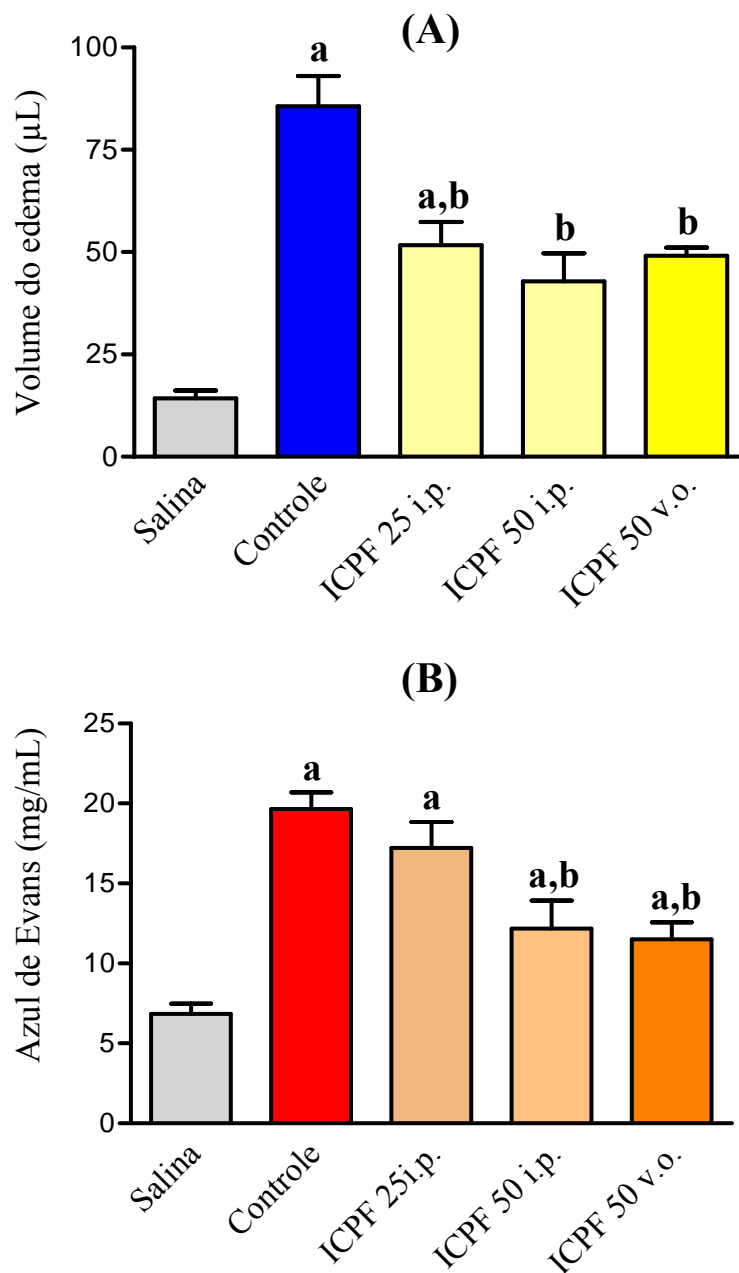 (A)
Volume do edema (µL)
100
75
50
25
0
a
a,b
b
b
Salina
Controle
ICPF 25 i.p.
ICPF 50 i.p.
ICPF 50 v.o.
(B)
Azul de Evans (mg/mL)
25
20
15
10
5
0
a
a
a,b
a,b
Salina
Controle
ICPF 25i.p.
ICPF 50 i.p.
ICPF 50 v.o.